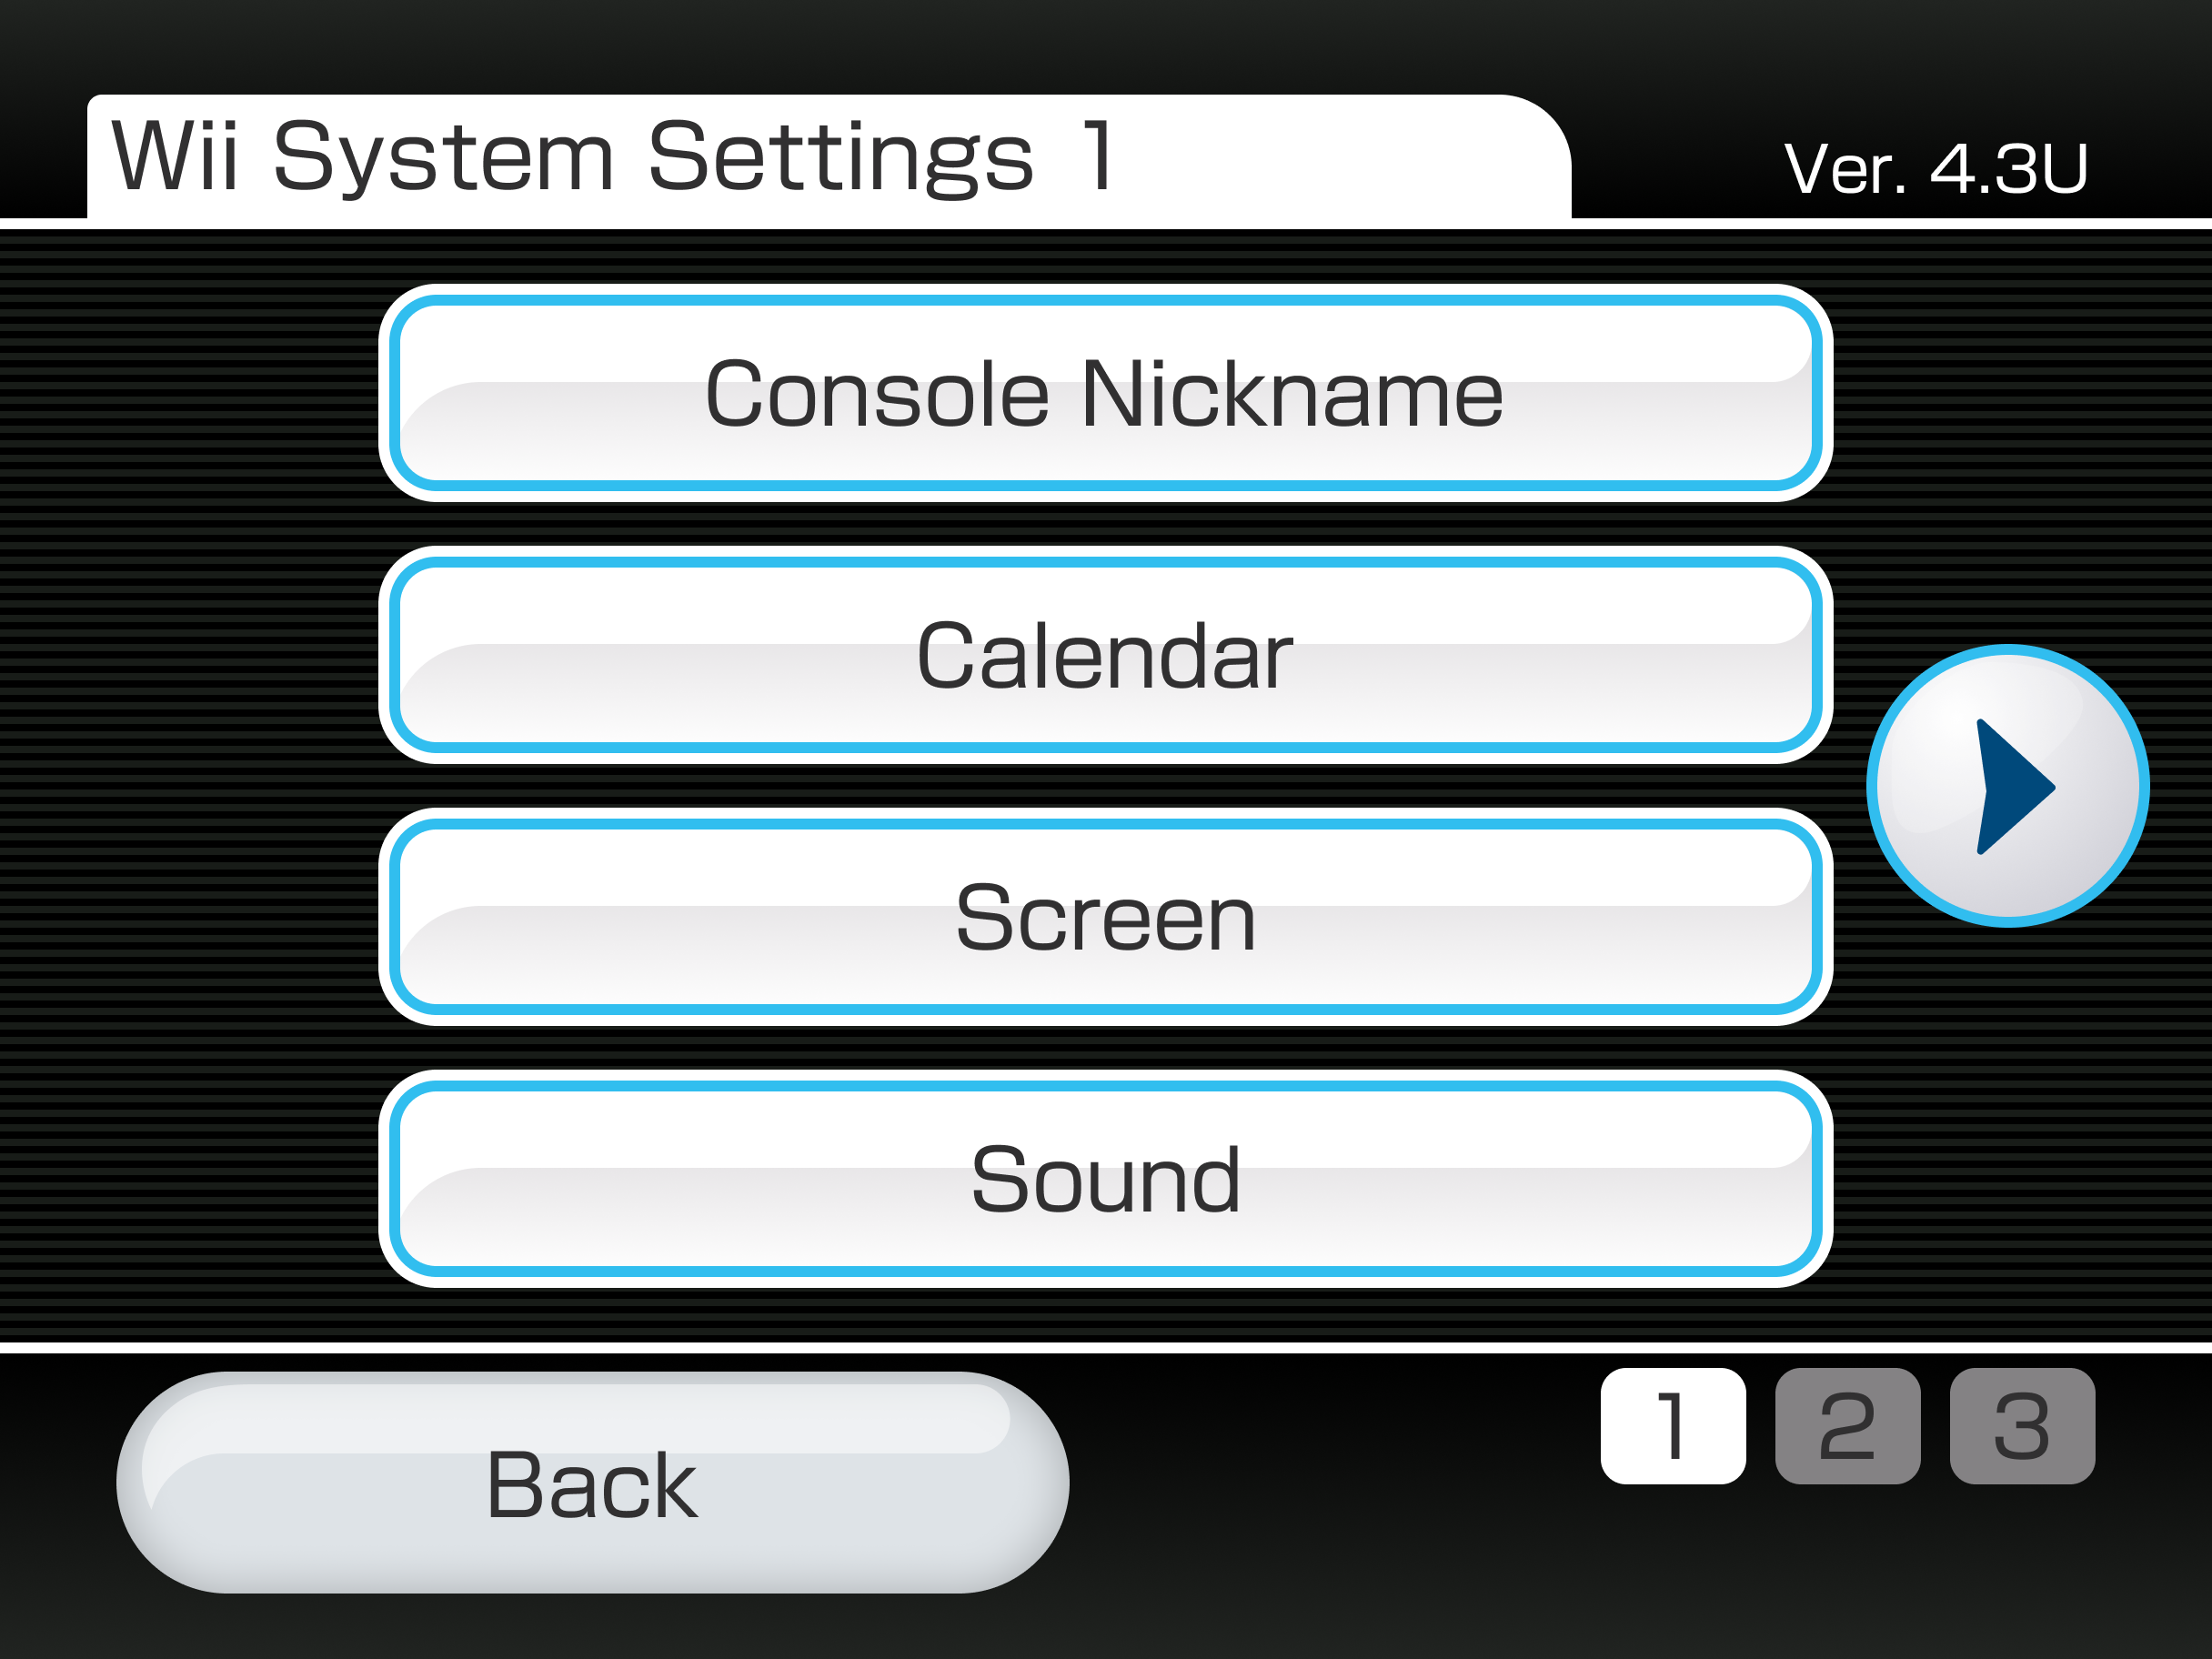 Wii System Settings 1
Ver. 4.3U
Console Nickname
Calendar
Screen
Sound
Back
1 2 3